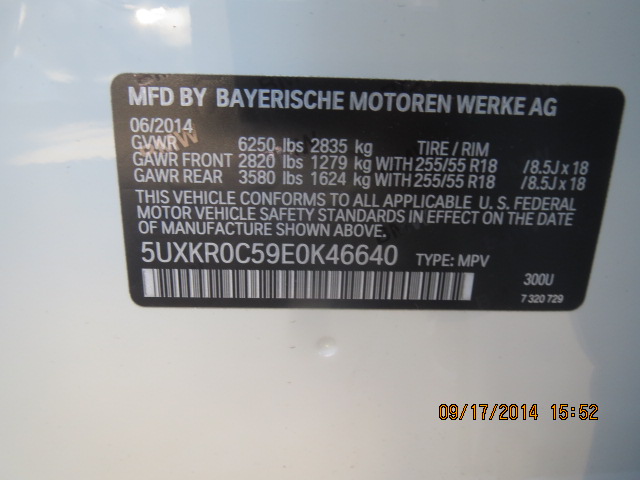 MFD BY BAYERISCHE MOTOREN WERKE AG
06/2014
GVWR 6250 lbs 2835 kg TIRE / RIM
GAWR FRONT 2820 lbs 1279 kg WITH 255/55 R18 / 8.5J x 18
GAWR REAR 3580 lbs 1624 kg WITH 255/55 R18 / 8.5J x 18
THIS VEHICLE CONFORMS TO ALL APPLICABLE U. S. FEDERAL
MOTOR VEHICLE SAFETY STANDARDS IN EFFECT ON THE
DATE OF MANUFACTURE SHOWN ABOVE.
5UXKR0C59E0K46640 TYPE: MPV
300U
7 320 729
09/17/2014 15:52